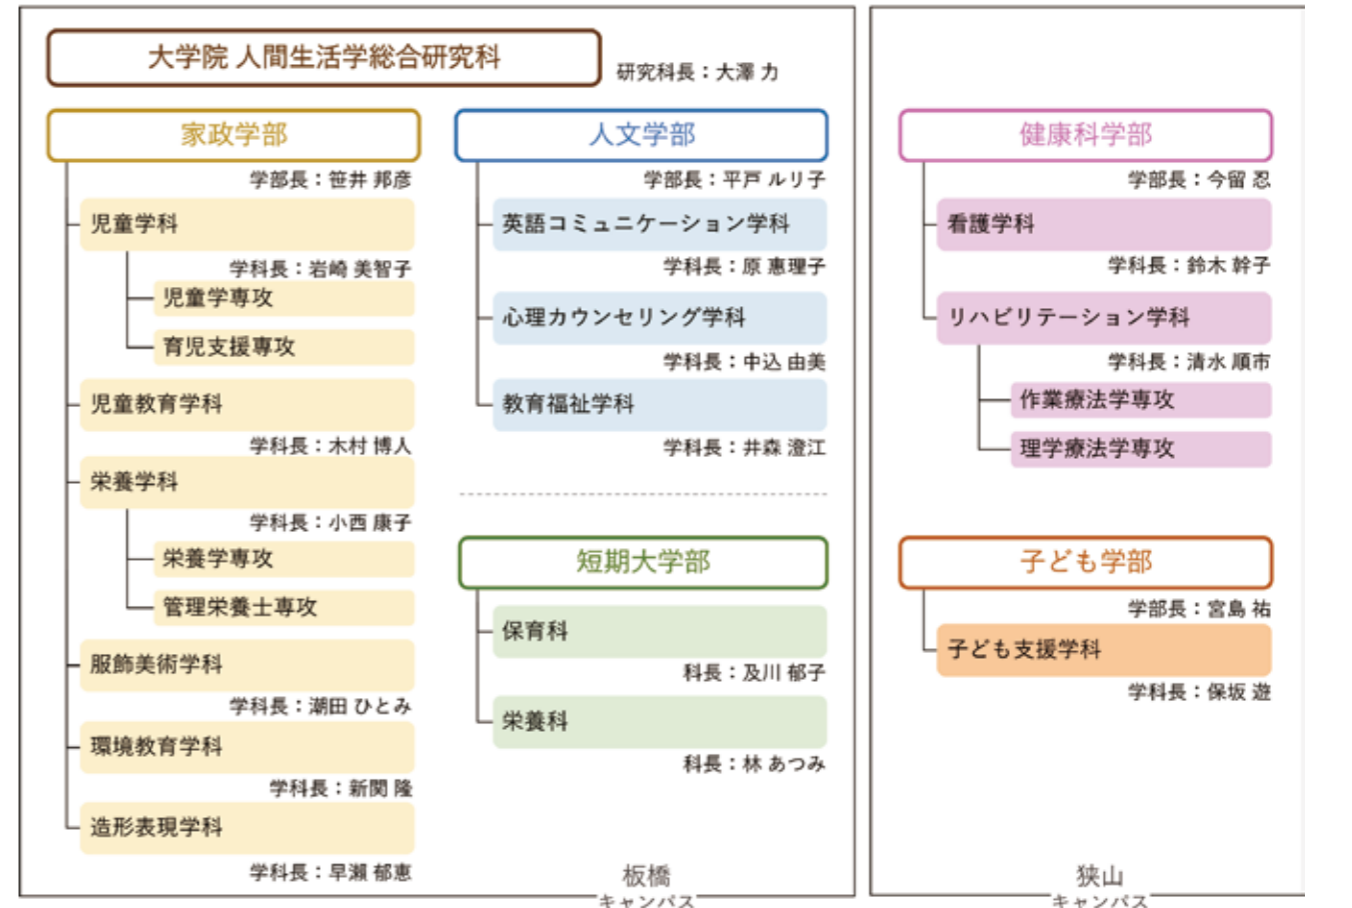 大学院 人間生活学総合研究科
研究科長：大澤 力
家政学部
学部長：笹井 邦彦
児童学科
学科長：岩崎 美智子
児童学専攻
育児支援専攻
児童教育学科
学科長：木村 博人
栄養学科
学科長：小西 康子
栄養学専攻
管理栄養士専攻
服飾美術学科
学科長：潮田 ひとみ
環境教育学科
学科長：新関 隆
造形表現学科
学科長：早瀬 郁恵
人文学部
学部長：平戸 ルリ子
英語コミュニケーション学科
学科長：原 恵理子
心理カウンセリング学科
学科長：中込 由美
教育福祉学科
学科長：井森 澄江
短期大学部
保育科
科長：及川 郁子
栄養科
科長：林 あつみ
板橋
キャンパス
健康科学部
学部長：今留 忍
看護学科
学科長：鈴木 幹子
リハビリテーション学科
学科長：清水 順市
作業療法学専攻
理学療法学専攻
子ども学部
学部長：宮島 祐
子ども支援学科
学科長：保坂 遊
狭山
キャンパス